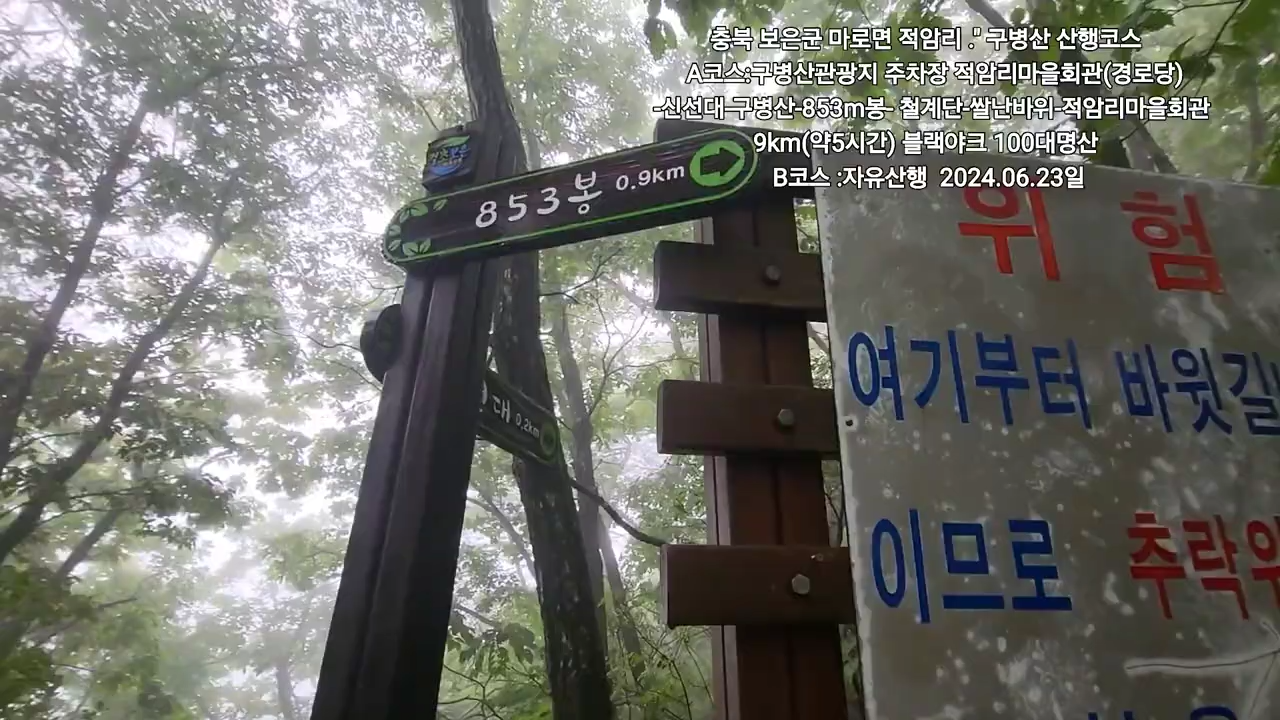 충북 보은군 마로면 적암리 ." 구병산 산행코스
A코스:구병산관광지 주차장 적암리마을회관(경로당)
-신선대-구병산-853m봉- 철계단-쌀난바위-적암리마을회관
9km(약5시간) 블랙야크 100대명산
B코스 :자유산행 2024.06.23일
853봉 0.9km
대 0.2km
위 험
여기부터 바윗길
이므로 추락위